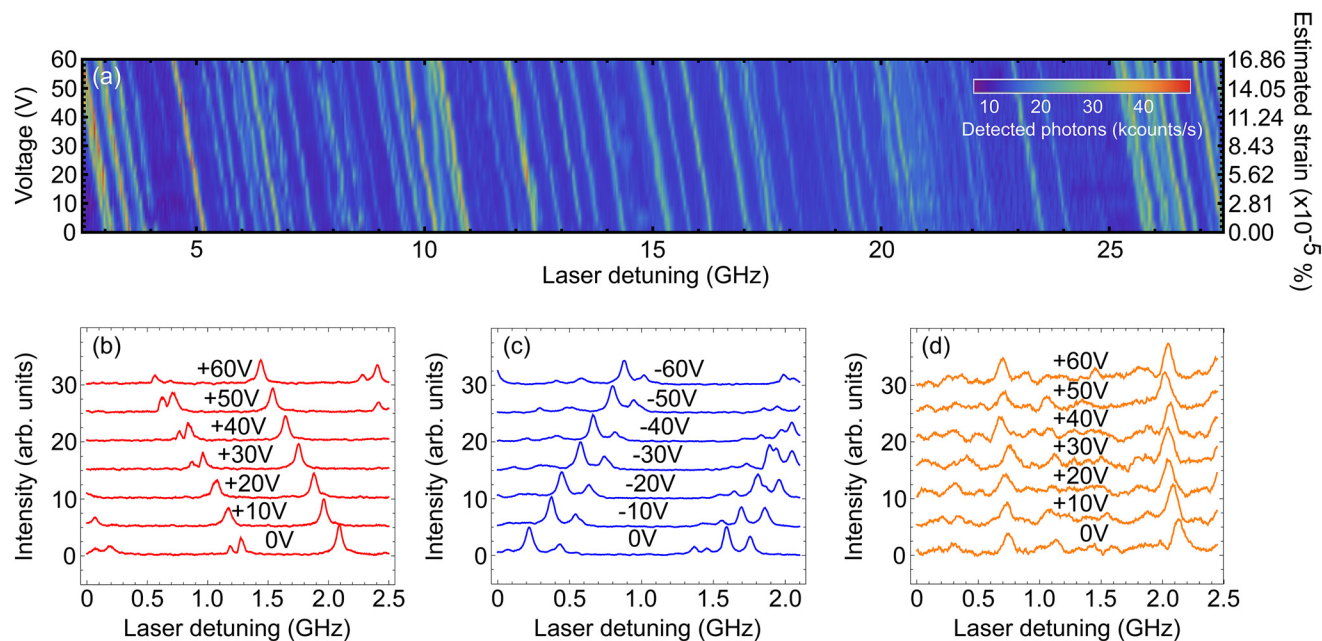 (a)
Voltage (V)
60
50
40
30
20
10
0
5
10
15
20
25
Laser detuning (GHz)
10 20 30 40
Detected photons (kcounts/s)
16.86
14.05
11.24
8.43
5.62
2.81
0.00
Estimated strain (x10-5 %)
(b)
Intensity (arb. units)
30
20
10
0
+60V
+50V
+40V
+30V
+20V
+10V
0V
0 0.5 1.0 1.5 2.0 2.5
Laser detuning (GHz)
(c)
Intensity (arb. units)
30
20
10
0
-60V
-50V
-40V
-30V
-20V
-10V
0V
0 0.5 1.0 1.5 2.0
Laser detuning (GHz)
(d)
Intensity (arb. units)
30
20
10
0
+60V
+50V
+40V
+30V
+20V
+10V
0V
0 0.5 1.0 1.5 2.0 2.5
Laser detuning (GHz)